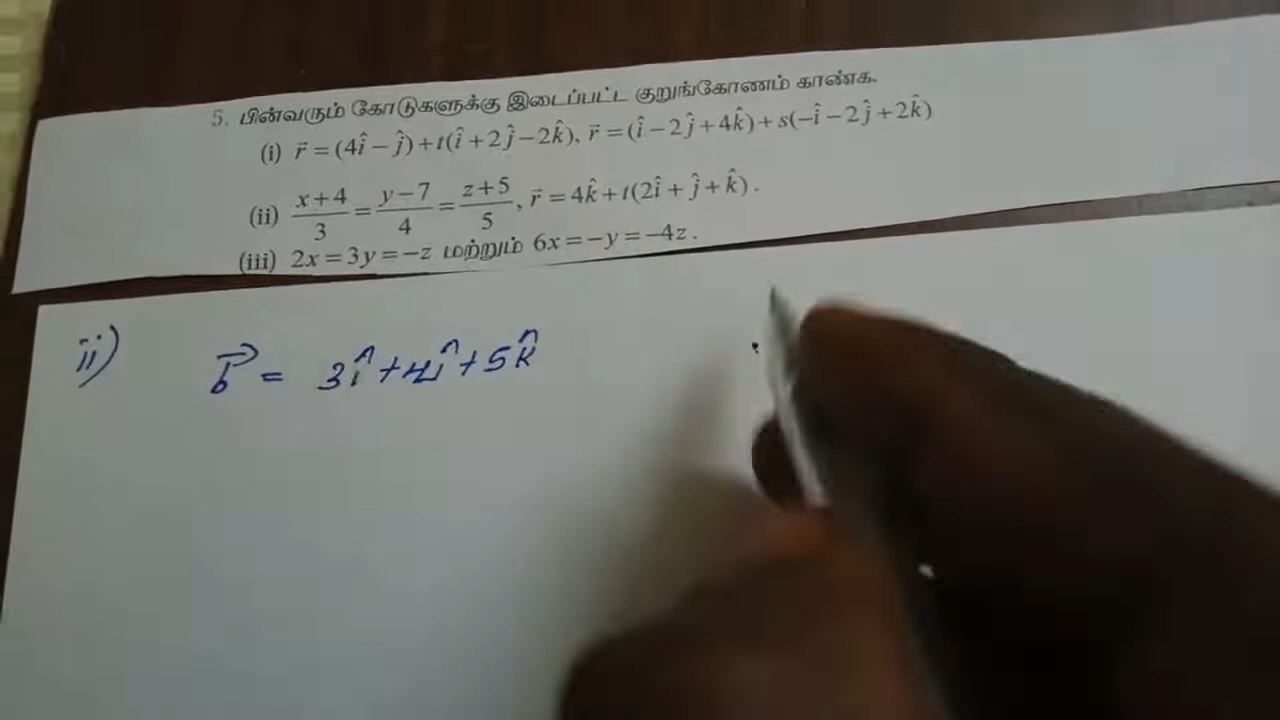 5. பின்வரும் கோடுகளுக்கு இடைப்பட்ட குறுங்கோணம் காண்க.
(i) r⃗ = (4î − ĵ) + t(î + 2ĵ − 2k̂), r⃗ = (î − 2ĵ + 4k̂) + s(−î − 2ĵ + 2k̂)
(ii) (x+4)/3 = (y−7)/4 = (z+5)/5, r⃗ = 4k̂ + t(2î + ĵ + k̂).
(iii) 2x = 3y = −z மற்றும் 6x = −y = −4z.
ii) b⃗ = 3î + 4ĵ + 5k̂